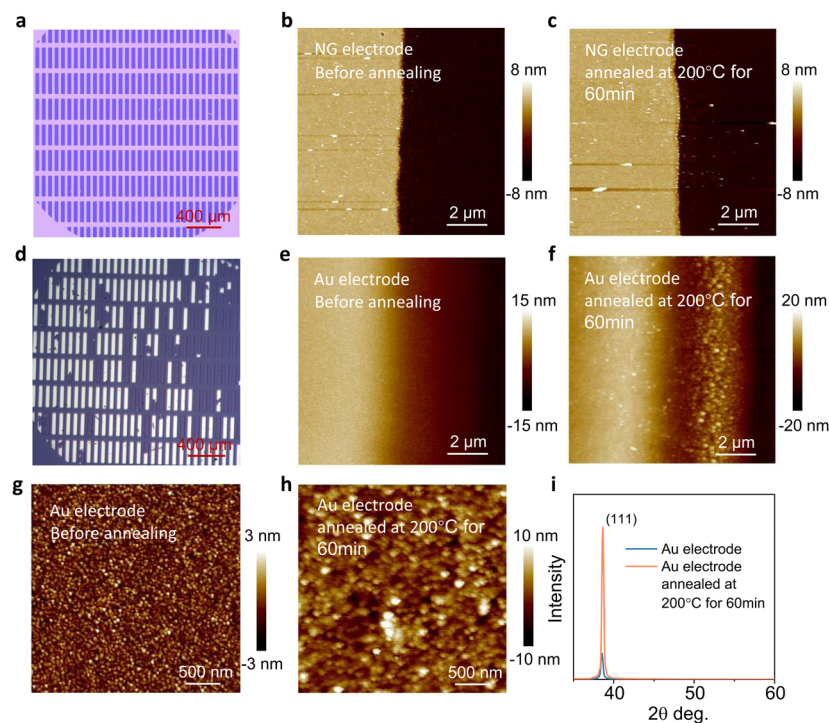 a
400 μm
b
NG electrode
Before annealing
8 nm
-8 nm
2 μm
c
NG electrode
annealed at 200°C for
60min
8 nm
-8 nm
2 μm
d
400 μm
e
Au electrode
Before annealing
15 nm
-15 nm
2 μm
f
Au electrode
annealed at 200°C for
60min
20 nm
-20 nm
2 μm
g
Au electrode
Before annealing
3 nm
-3 nm
500 nm
h
Au electrode
annealed at 200°C for
60min
10 nm
-10 nm
500 nm
i
(111)
Au electrode
Au electrode
annealed at
200°C for 60min
Intensity
40
50
60
2θ deg.